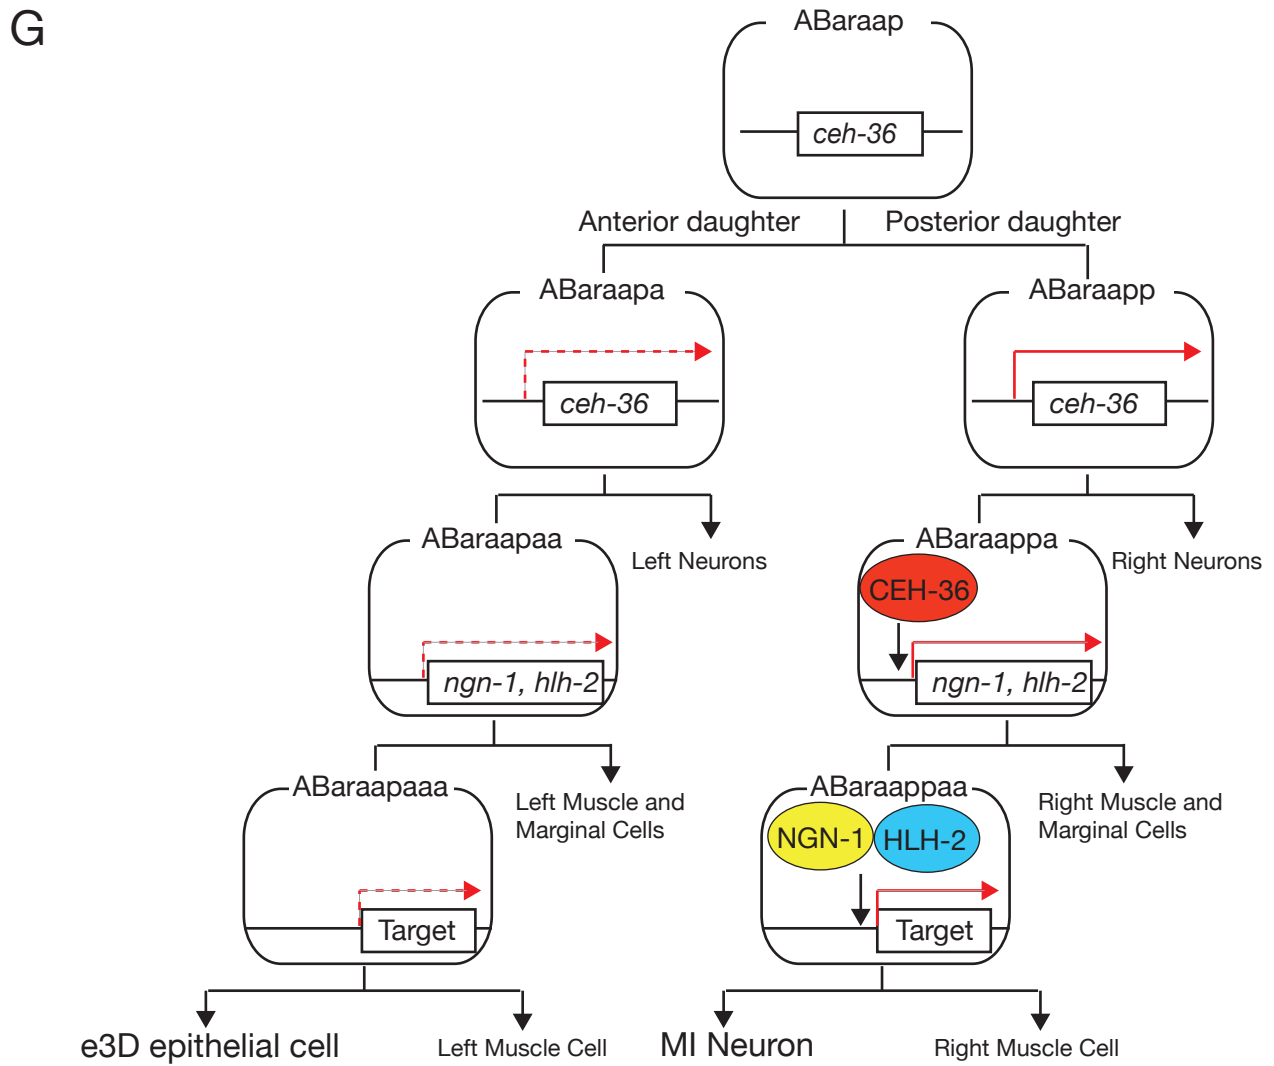 G
ABaraap
ceh-36
Anterior daughter
Posterior daughter
ABaraapa
ABaraapp
ceh-36
ceh-36
ABaraapaa
Left Neurons
ABaraappa
Right Neurons
CEH-36
ngn-1, hlh-2
ngn-1, hlh-2
ABaraapaaa
Left Muscle and
Marginal Cells
ABaraappaa
Right Muscle and
Marginal Cells
NGN-1
HLH-2
Target
Target
e3D epithelial cell
Left Muscle Cell
MI Neuron
Right Muscle Cell